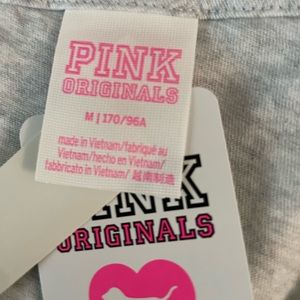 PINK
ORIGINALS
M | 170/96A
made in Vietnam/fabriqué au
Vietnam/hecho en Vietnam/
fabbricato in Vietnam/ 越南制造
PINK
ORIGINALS